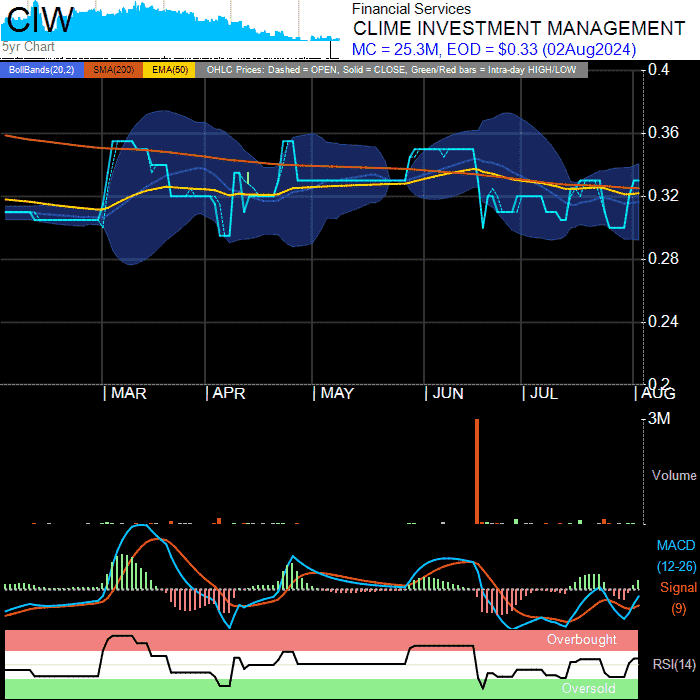 CIW
5yr Chart
Financial Services
CLIME INVESTMENT MANAGEMENT
MC = 25.3M, EOD = $0.33 (02Aug2024)
BollBands(20,2) SMA(200) EMA(50) OHLC Prices: Dashed = OPEN, Solid = CLOSE, Green/Red bars = Intra-day HIGH/LOW
0.4
0.36
0.32
0.28
0.24
0.2
MAR APR MAY JUN JUL AUG
3M
Volume
MACD
(12-26)
Signal
(9)
Overbought
RSI(14)
Oversold